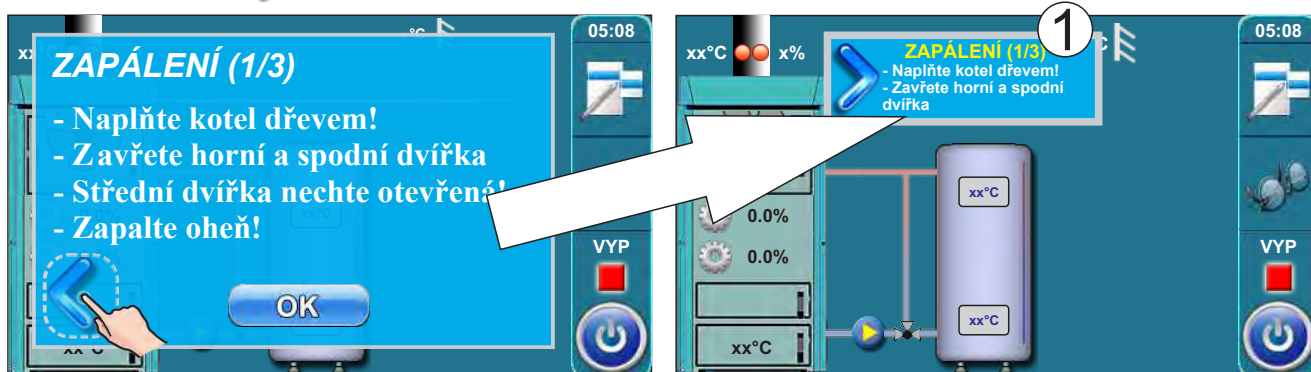 05:08
°C
xx
ZAPÁLENÍ (1/3)
- Naplňte kotel dřevem!
- Zavřete horní a spodní dvířka
- Střední dvířka nechte otevřená!
- Zapalte oheň!
xx°C
OK
VYP
xx°C
1
05:08
xx°C
x%
C
ZAPÁLENÍ (1/3)
- Naplňte kotel dřevem!
- Zavřete horní a spodní
dvířka
xx°C
0.0%
VYP
0.0%
xx°C
xx°C